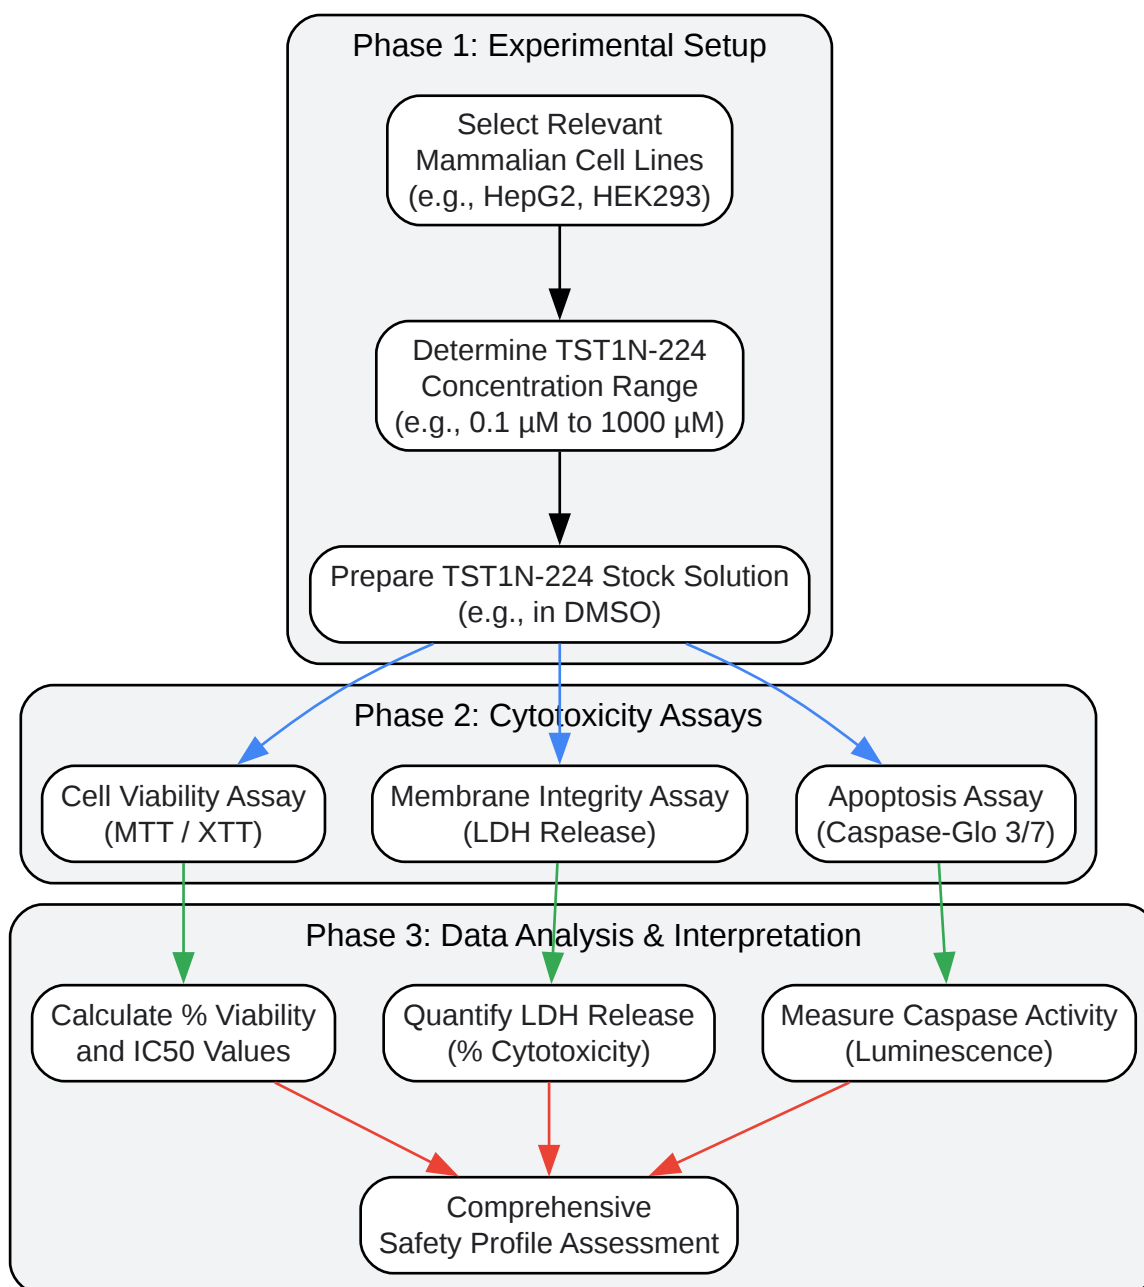 Phase 1: Experimental Setup
Select Relevant
Mammalian Cell Lines
(e.g., HepG2, HEK293)
Determine TST1N-224
Concentration Range
(e.g., 0.1 µM to 1000 µM)
Prepare TST1N-224 Stock Solution
(e.g., in DMSO)
Phase 2: Cytotoxicity Assays
Cell Viability Assay
(MTT / XTT)
Membrane Integrity Assay
(LDH Release)
Apoptosis Assay
(Caspase-Glo 3/7)
Phase 3: Data Analysis & Interpretation
Calculate % Viability
and IC50 Values
Quantify LDH Release
(% Cytotoxicity)
Measure Caspase Activity
(Luminescence)
Comprehensive
Safety Profile Assessment